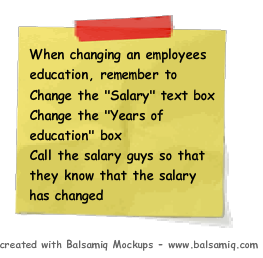 When changing an employees
education, remember to
Change the "Salary" text box
Change the "Years of
education" box
Call the salary guys so that
they know that the salary
has changed
created with Balsamiq Mockups - www.balsamiq.com